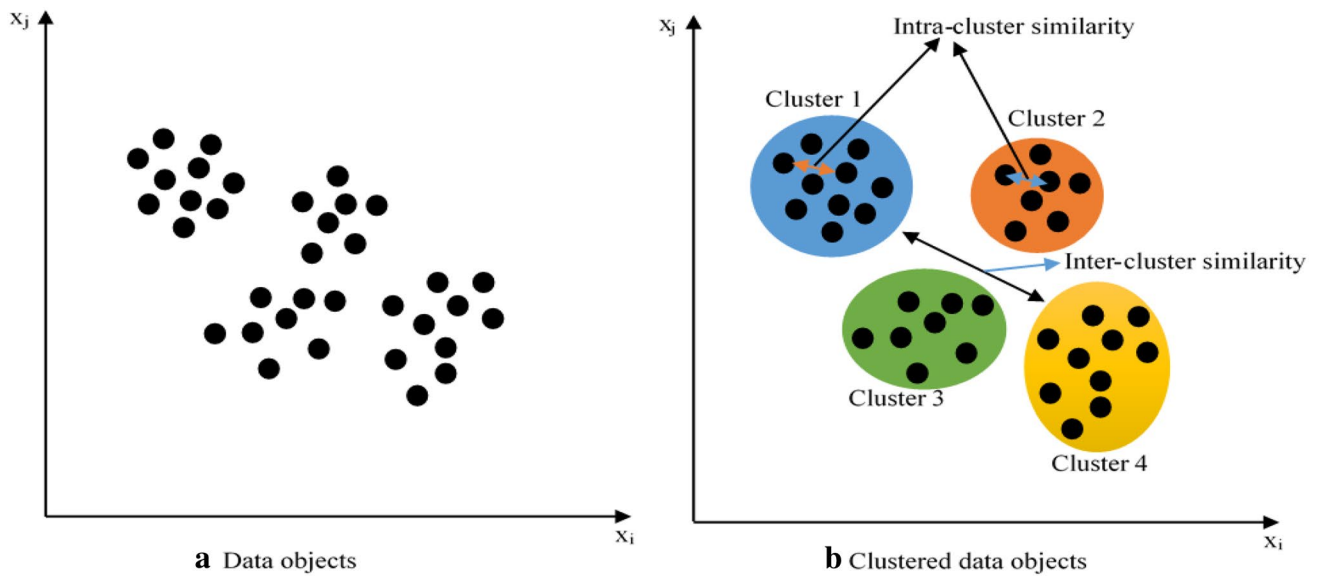 xj
xi
a Data objects
xj
Intra-cluster similarity
Cluster 1
Cluster 2
Inter-cluster similarity
Cluster 3
Cluster 4
xi
b Clustered data objects